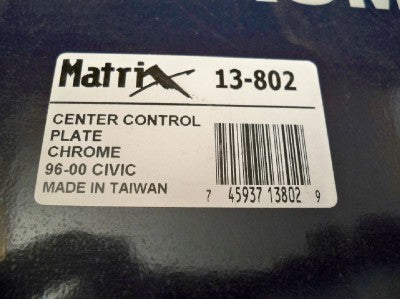 Matrix 13-802
CENTER CONTROL
PLATE
CHROME
96-00 CIVIC
MADE IN TAIWAN
7 45937 13802 9